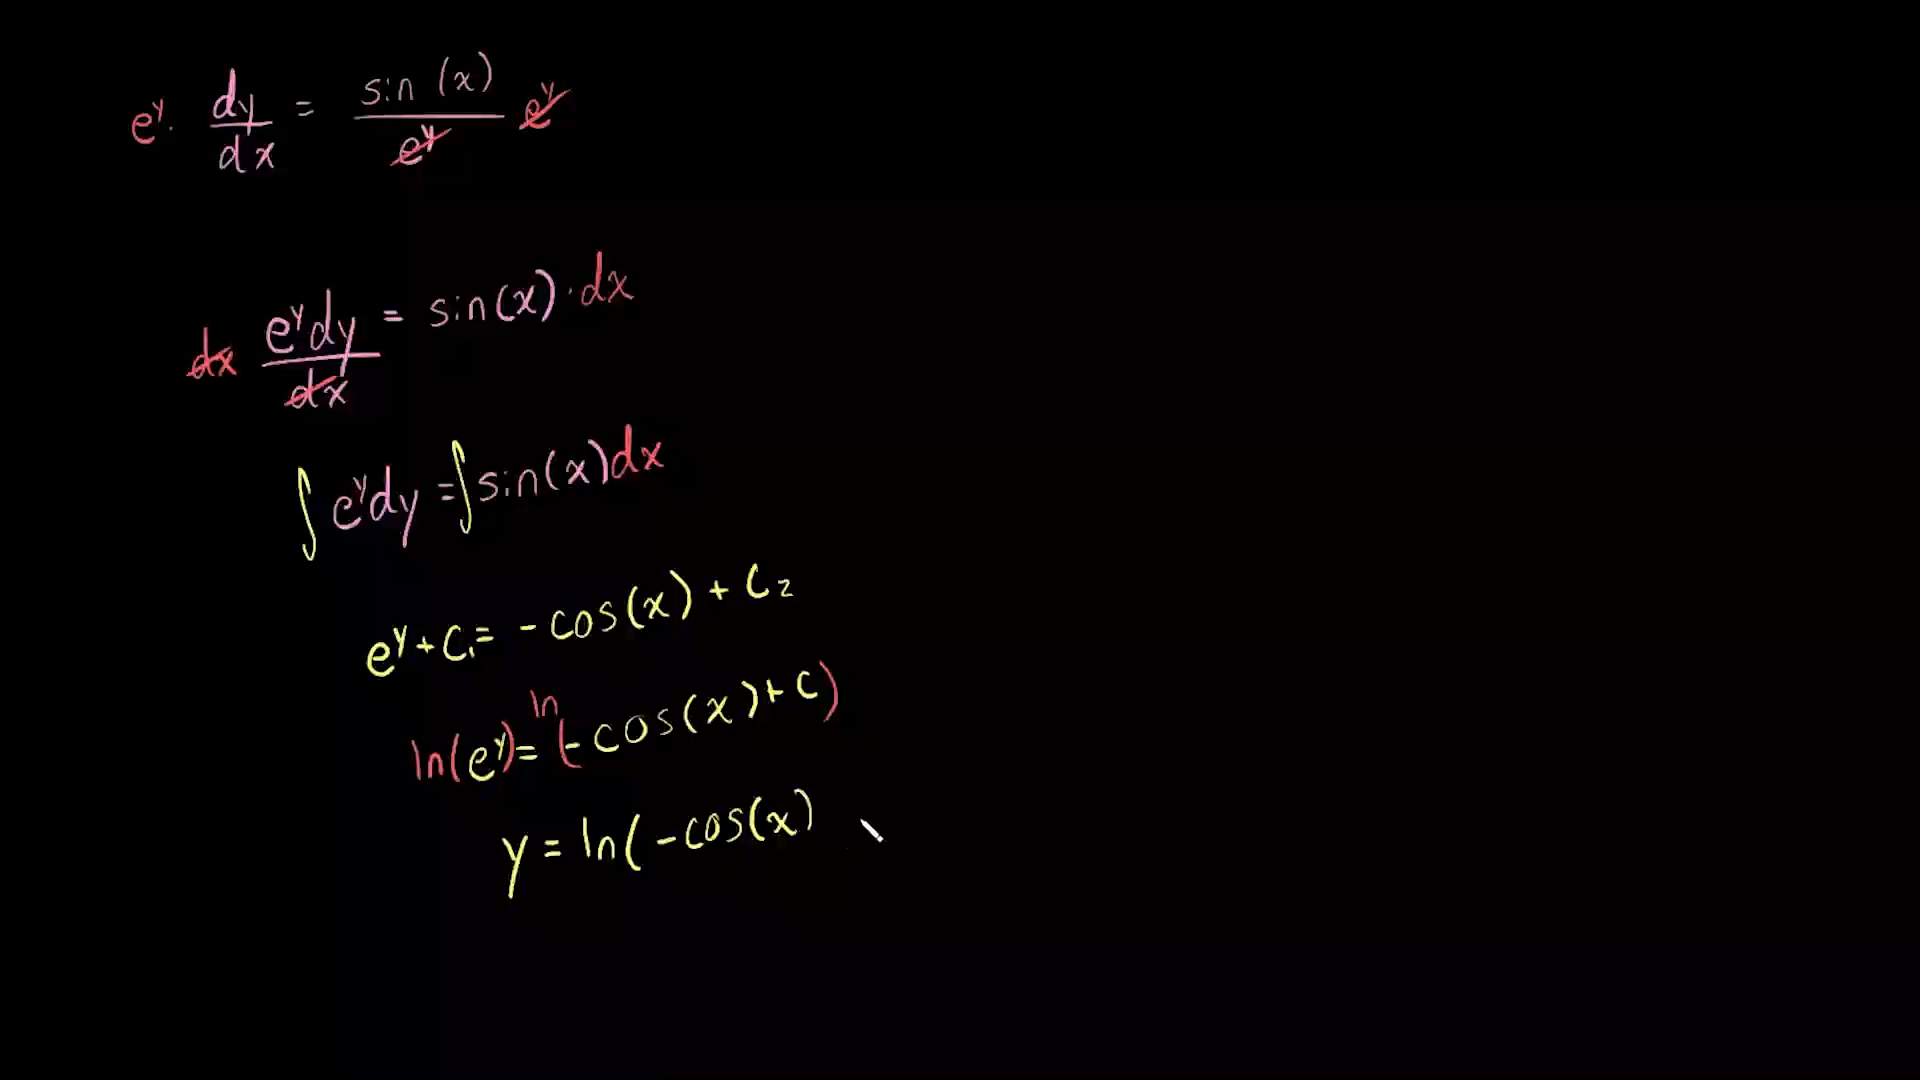 e^y · dy/dx = sin (x)/e^y e^y
dx e^y dy/dx = sin(x) · dx
∫ e^y dy = ∫ sin(x) dx
e^y + C₁ = -cos(x) + C₂
ln(e^y) = ln(-cos(x) + C)
y = ln( -cos(x)